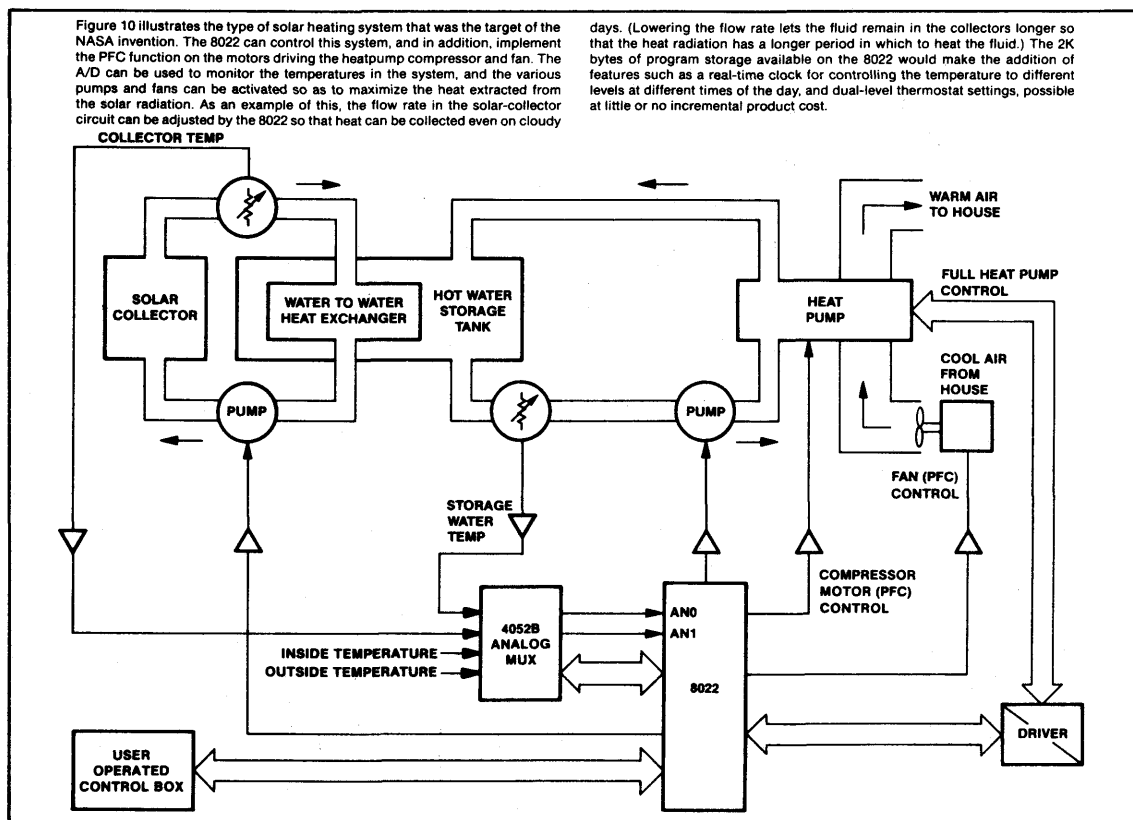 Figure 10 illustrates the type of solar heating system that was the target of the
NASA invention. The 8022 can control this system, and in addition, implement
the PFC function on the motors driving the heatpump compressor and fan. The
A/D can be used to monitor the temperatures in the system, and the various
pumps and fans can be activated so as to maximize the heat extracted from
the solar radiation. As an example of this, the flow rate in the solar-collector
circuit can be adjusted by the 8022 so that heat can be collected even on cloudy
days. (Lowering the flow rate lets the fluid remain in the collectors longer so
that the heat radiation has a longer period in which to heat the fluid.) The 2K
bytes of program storage available on the 8022 would make the addition of
features such as a real-time clock for controlling the temperature to different
levels at different times of the day, and dual-level thermostat settings, possible
at little or no incremental product cost.
COLLECTOR TEMP
WARM AIR
TO HOUSE
SOLAR
COLLECTOR
WATER TO WATER
HEAT EXCHANGER
HOT WATER
STORAGE
TANK
HEAT
PUMP
FULL HEAT PUMP
CONTROL
COOL AIR
FROM
HOUSE
PUMP
PUMP
FAN (PFC)
CONTROL
STORAGE
WATER
TEMP
COMPRESSOR
MOTOR (PFC)
CONTROL
4052B
ANALOG
MUX
AN0
AN1
8022
INSIDE TEMPERATURE
OUTSIDE TEMPERATURE
DRIVER
USER
OPERATED
CONTROL BOX